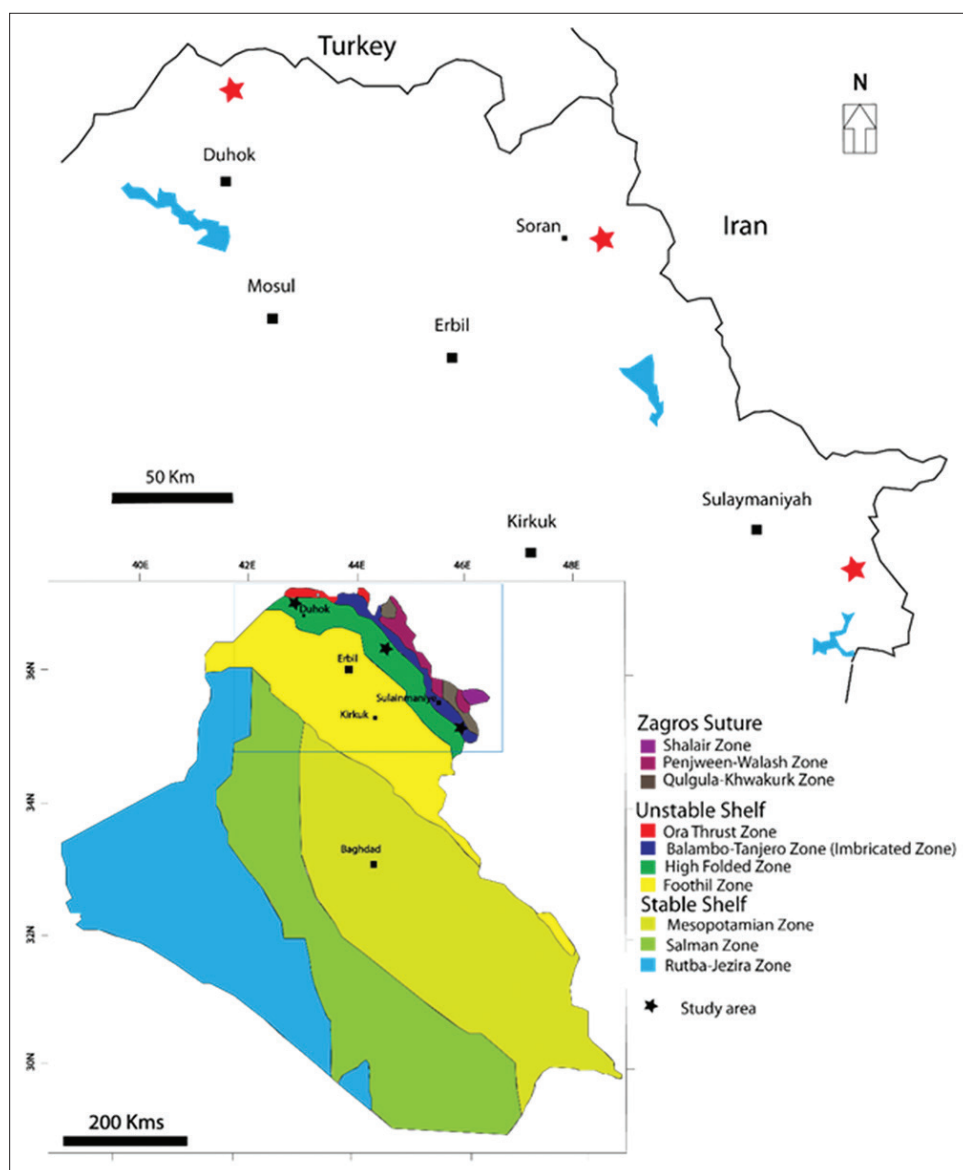 Turkey
N
Duhok
Iran
Soran
Mosul
Erbil
50 Km
Sulaymaniyah
Kirkuk
40E
42E
44E
46E
48E
Duhok
36N
Erbil
Sulainmaniye
Kirkuk
34N
Baghdad
32N
30N
200 Kms
Zagros Suture
Shalair Zone
Penjween-Walash Zone
Qulgula-Khwakurk Zone
Unstable Shelf
Ora Thrust Zone
Balambo-Tanjero Zone (Imbricated Zone)
High Folded Zone
Foothil Zone
Stable Shelf
Mesopotamian Zone
Salman Zone
Rutba-Jezira Zone
Study area